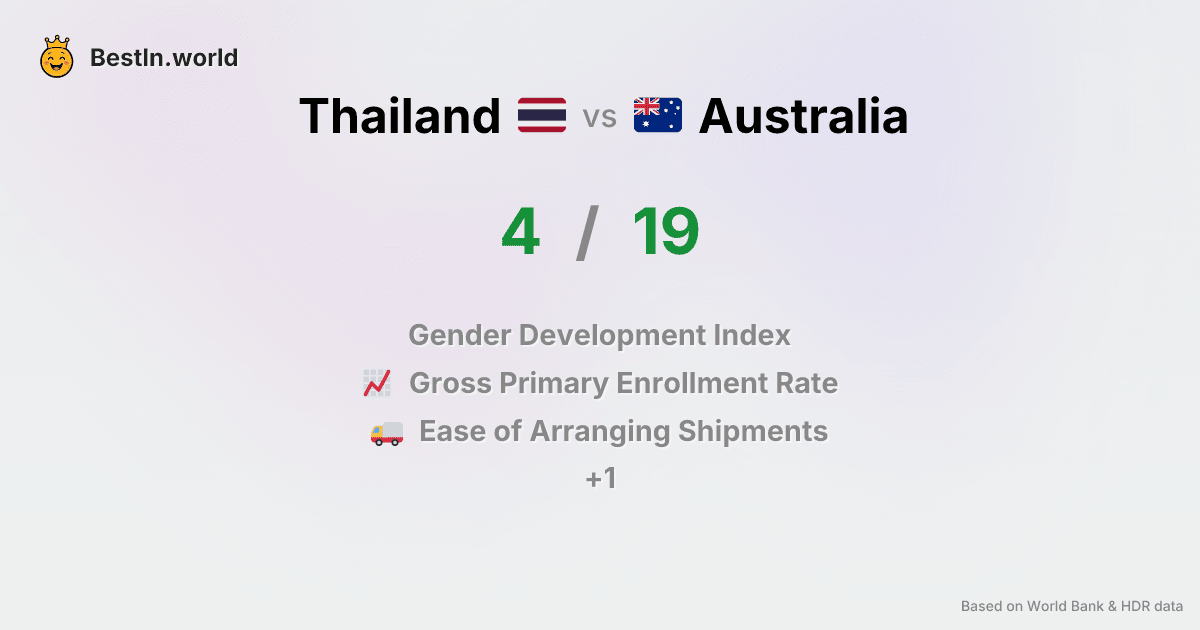 BestIn.world
Thailand vs Australia
4 / 19
Gender Development Index
Gross Primary Enrollment Rate
Ease of Arranging Shipments
+1
Based on World Bank & HDR data